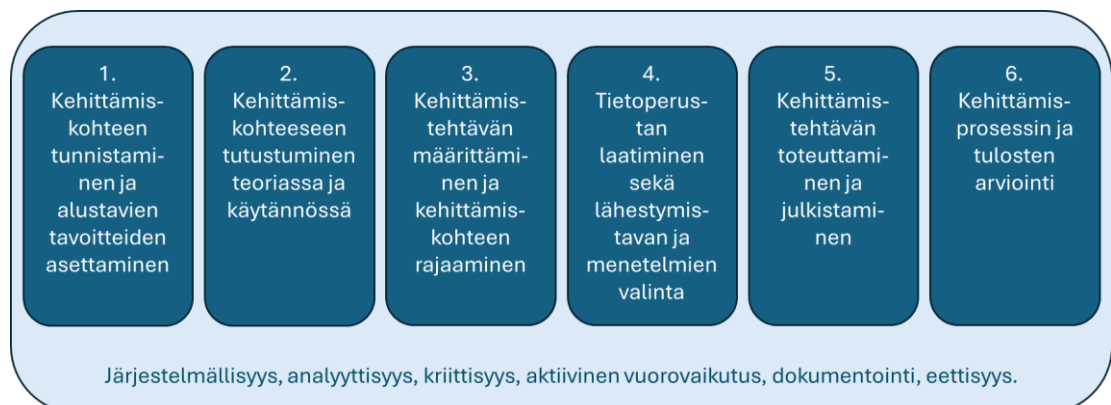 1.
Kehittämis-
kohteen
tunnistami-
nen ja
alustavien
tavoitteiden
asettaminen
2.
Kehittämis-
kohteeseen
tutustuminen
teoriassa ja
käytännössä
3.
Kehittämis-
tehtävän
määrittämi-
nen ja
kehittämis-
kohteen
rajaaminen
4.
Tietoperus-
tan
laatiminen
sekä
lähestymis-
tavan ja
menetelmien
valinta
5.
Kehittämis-
tehtävän
toteuttami-
nen ja
julkistami-
nen
6.
Kehittämis-
prosessin ja
tulosten
arviointi
Järjestelmällisyys, analyyttisyys, kriittisyys, aktiivinen vuorovaikutus, dokumentointi, eettisyys.